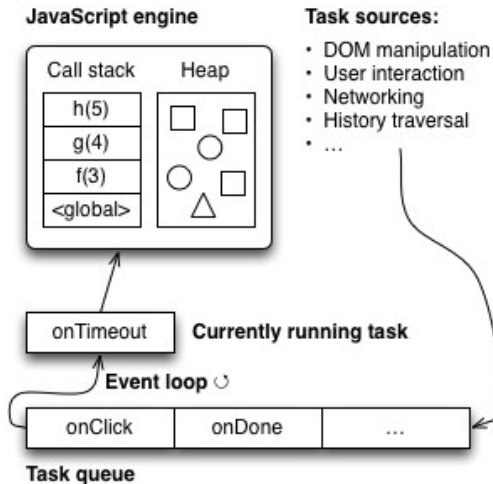 JavaScript engine
Call stack
Heap
h(5)
g(4)
f(3)
<global>
Task sources:
• DOM manipulation
• User interaction
• Networking
• History traversal
• …
onTimeout
Currently running task
Event loop ↺
onClick
onDone
…
Task queue